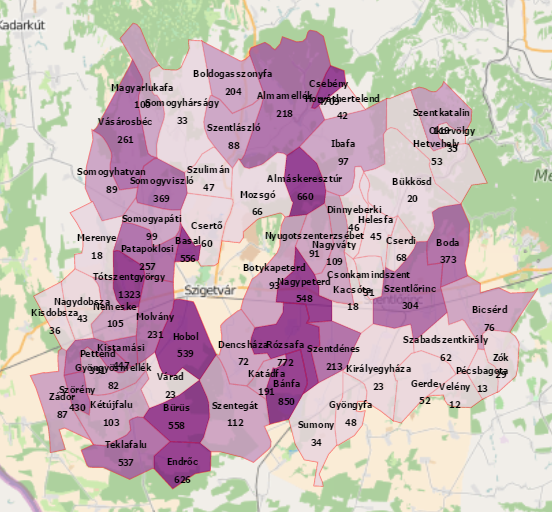 Kadarkút
Boldogasszonyfa
204
Csebény
Magyarlukafa
Almamellék
218
Somogyhárságy
33
42
Szentkatalin
Vásárosbéc
261
Szentlászló
88
Hetvehely
53
Ibafa
97
Somogyhatvan
89
Somogyviszló
369
Szulimán
47
Almáskeresztúr
660
Bükkösd
20
Mozsgó
66
Dinnyeberki
46
Helesfa
45
Somogyapáti
99
Csertő
60
Merenye
18
Basal
556
Nyugotszenterzsébet
91
Nagyváty
109
Cserdi
68
Boda
373
Patapoklosi
257
Botykapeterd
93
Csonkamindszent
31
Tótszentgyörgy
1323
Nagypeterd
548
Kacsóta
18
Szentlőrinc
304
Szigetvár
Nagydobsza
43
Kisdobsza
36
Nemeske
105
Bicsérd
76
Molvány
231
Hobol
539
Dencsháza
72
Rózsafa
772
Szentdénes
213
Szabadszentkirály
62
Kistamási
Pettend
Zók
Gyöngyösmellék
82
Várad
23
Katádfa
191
Bánfa
850
Királyegyháza
23
Pécsbagota
13
Gerde
52
Velény
12
Szörény
430
Zádor
87
Kétújfalu
103
Bürüs
558
Szentegát
112
Gyöngyfa
48
Sumony
34
Teklafalu
537
Endrőc
626